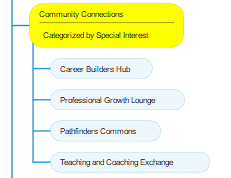 Community Connections
Categorized by Special Interest
Career Builders Hub
Professional Growth Lounge
Pathfinders Commons
Teaching and Coaching Exchange